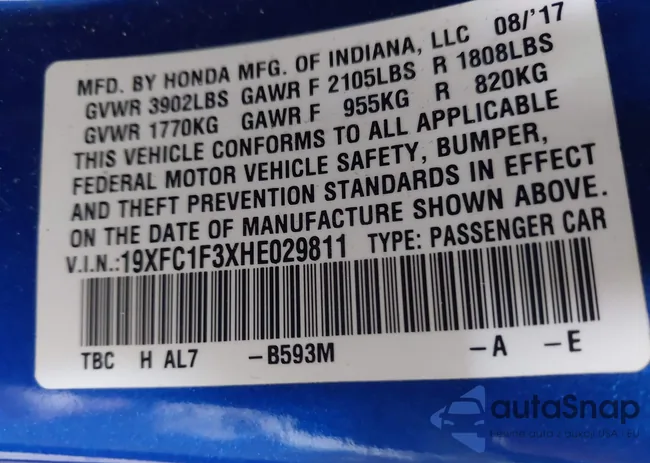 MFD. BY HONDA MFG. OF INDIANA, LLC 08/'17
GVWR 3902LBS GAWR F 2105LBS R 1808LBS
GVWR 1770KG GAWR F 955KG R 820KG
THIS VEHICLE CONFORMS TO ALL APPLICABLE
FEDERAL MOTOR VEHICLE SAFETY, BUMPER,
AND THEFT PREVENTION STANDARDS IN EFFECT
ON THE DATE OF MANUFACTURE SHOWN ABOVE.
V.I.N.:19XFC1F3XHE029811 TYPE: PASSENGER CAR
TBC H AL7 -B593M -A -E
autaSnap